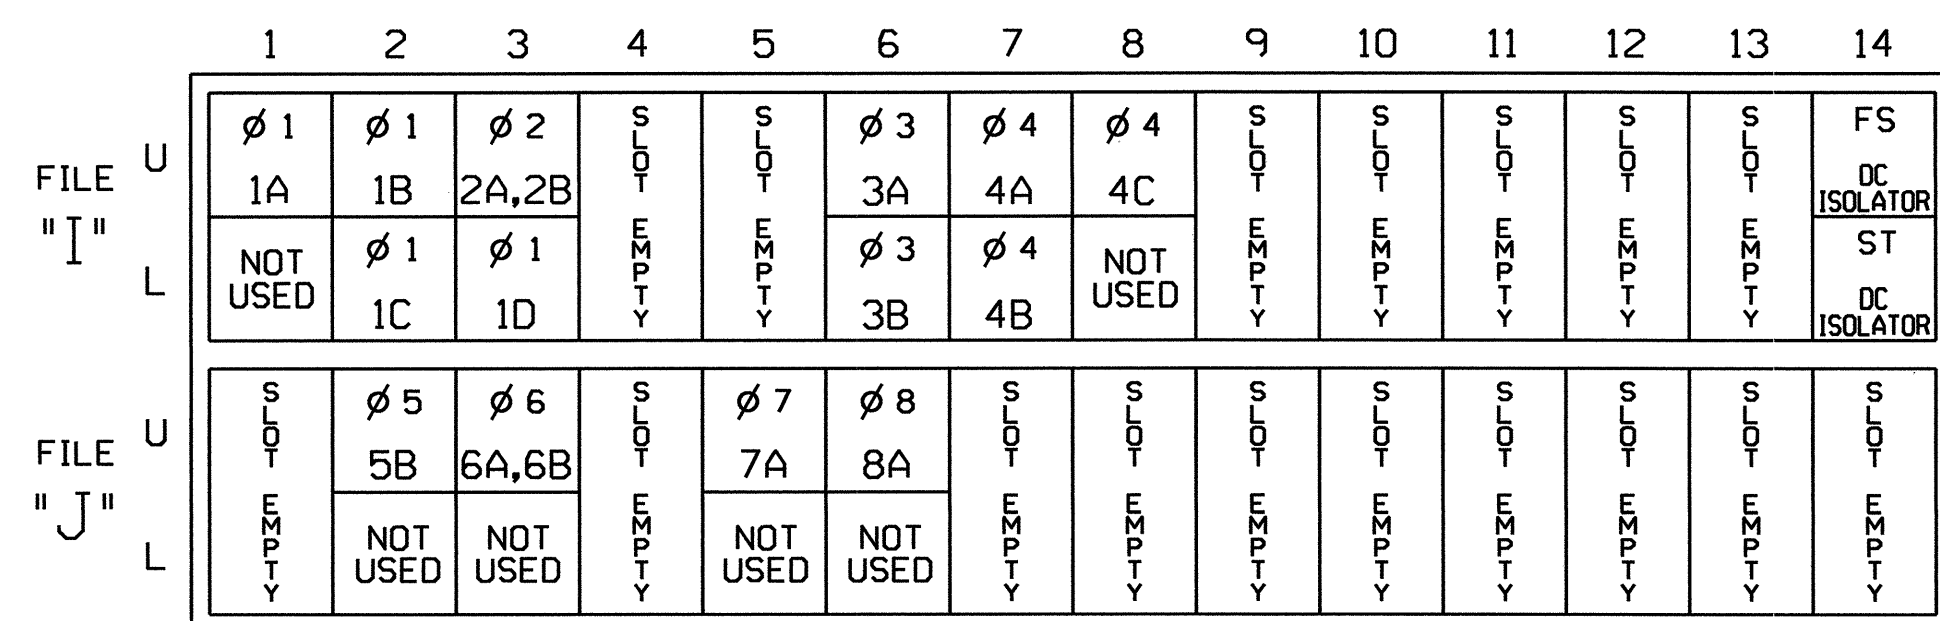 1 2 3 4 5 6 7 8 9 10 11 12 13 14
FILE "I"
U
L
Ø 1 1A
NOT USED
Ø 1 1B
Ø 1 1C
Ø 2 2A,2B
Ø 1 1D
SLOT EMPTY
SLOT EMPTY
Ø 3 3A
Ø 3 3B
Ø 4 4A
Ø 4 4B
Ø 4 4C
NOT USED
SLOT EMPTY
SLOT EMPTY
SLOT EMPTY
SLOT EMPTY
SLOT EMPTY
FS DC ISOLATOR
ST DC ISOLATOR
FILE "J"
U
L
SLOT EMPTY
Ø 5 5B
NOT USED
Ø 6 6A,6B
NOT USED
SLOT EMPTY
Ø 7 7A
NOT USED
Ø 8 8A
NOT USED
SLOT EMPTY
SLOT EMPTY
SLOT EMPTY
SLOT EMPTY
SLOT EMPTY
SLOT EMPTY
SLOT EMPTY
SLOT EMPTY